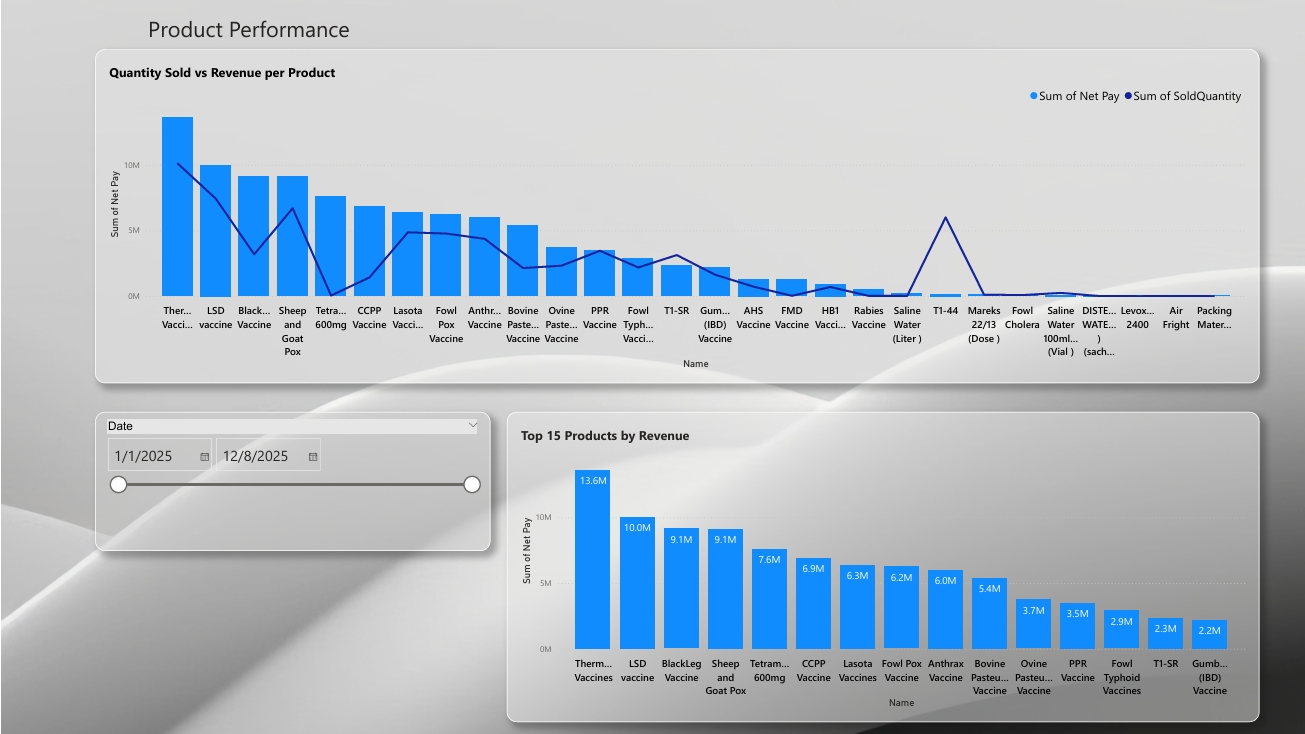 Product Performance
Quantity Sold vs Revenue per Product
Sum of Net Pay Sum of SoldQuantity
Sum of Net Pay
10M
5M
0M
Ther... Vacci...
LSD vaccine
Black... Vaccine
Sheep and Goat Pox
Tetra... 600mg
CCPP Vaccine
Lasota Vacci...
Fowl Pox Vaccine
Anthr... Vaccine
Bovine Paste... Vaccine
Ovine Paste... Vaccine
PPR Vaccine
Fowl Typh... Vacci...
T1-SR
Gum... (IBD) Vaccine
AHS Vaccine
FMD Vaccine
HB1 Vacci...
Rabies Vaccine
Saline Water (Liter )
T1-44
Mareks 22/13 (Dose )
Fowl Cholera
Saline Water 100ml... (Vial )
DISTE... WATE... ) (sach...
Levox... 2400
Air Fright
Packing Mater...
Name
Date
1/1/2025 12/8/2025
Top 15 Products by Revenue
Sum of Net Pay
10M
5M
0M
13.6M
10.0M
9.1M
9.1M
7.6M
6.9M
6.3M
6.2M
6.0M
5.4M
3.7M
3.5M
2.9M
2.3M
2.2M
Therm... Vaccines
LSD vaccine
BlackLeg Vaccine
Sheep and Goat Pox
Tetram... 600mg
CCPP Vaccine
Lasota Vaccines
Fowl Pox Vaccine
Anthrax Vaccine
Bovine Pasteu... Vaccine
Ovine Pasteu... Vaccine
PPR Vaccine
Fowl Typhoid Vaccines
T1-SR
Gumb... (IBD) Vaccine
Name